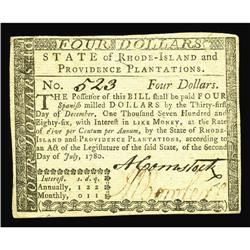 FOUR DOLLARS
STATE of RHODE-ISLAND and
PROVIDENCE PLANTATIONS.
No. 523 Four Dollars.
THE Possessor of this BILL shall be paid FOUR
Spanish milled DOLLARS by the Thirty-first
Day of December, One Thousand Seven Hundred and
Eighty-six, with Interest in LIKE MONEY, at the Rate
of Five per Centum per Annum, by the State of RHODE-
ISLAND and PROVIDENCE PLANTATIONS, according to
an Act of the Legislature of the said State, of the Second
Day of July, 1780.
Interest. s. d. q.
Annually, 1 2 2
Monthly, 0 1 1
A Comstock